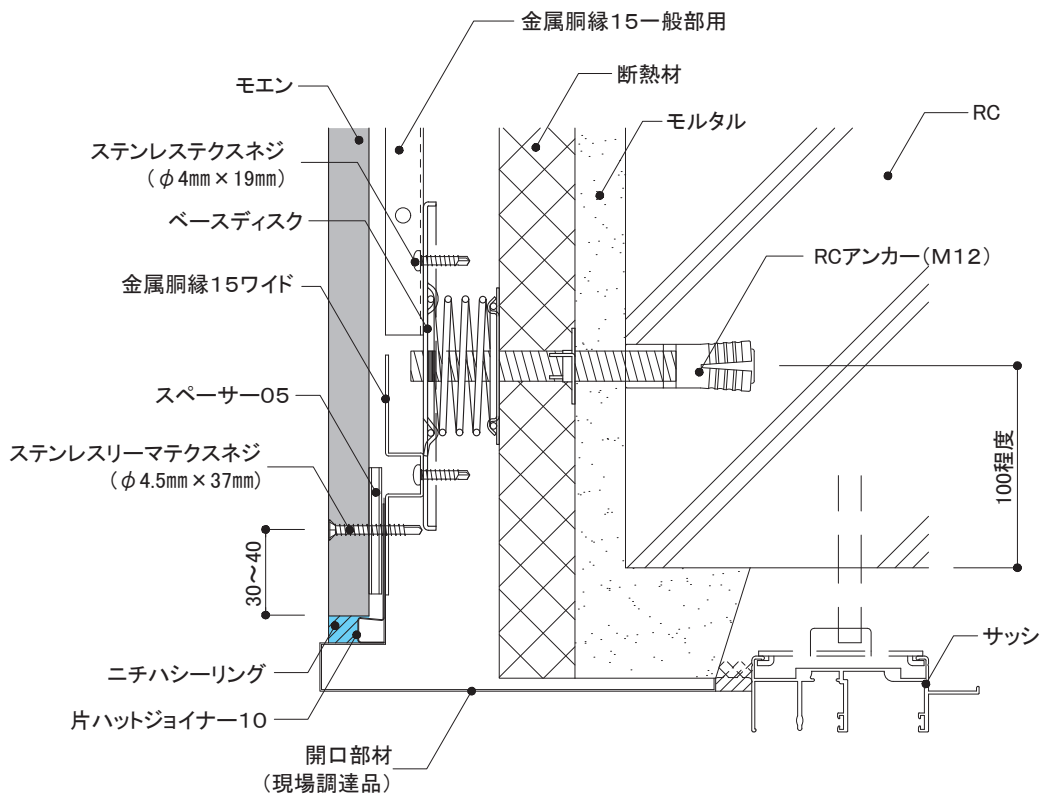 金属胴縁15一般部用
断熱材
モエン
モルタル
RC
ステンレステクスネジ
(φ4mm×19mm)
ベースディスク
RCアンカー(M12)
金属胴縁15ワイド
スペーサー05
ステンレスリーマテクスネジ
(φ4.5mm×37mm)
100程度
30~40
サッシ
ニチハシーリング
片ハットジョイナー10
開口部材
(現場調達品)